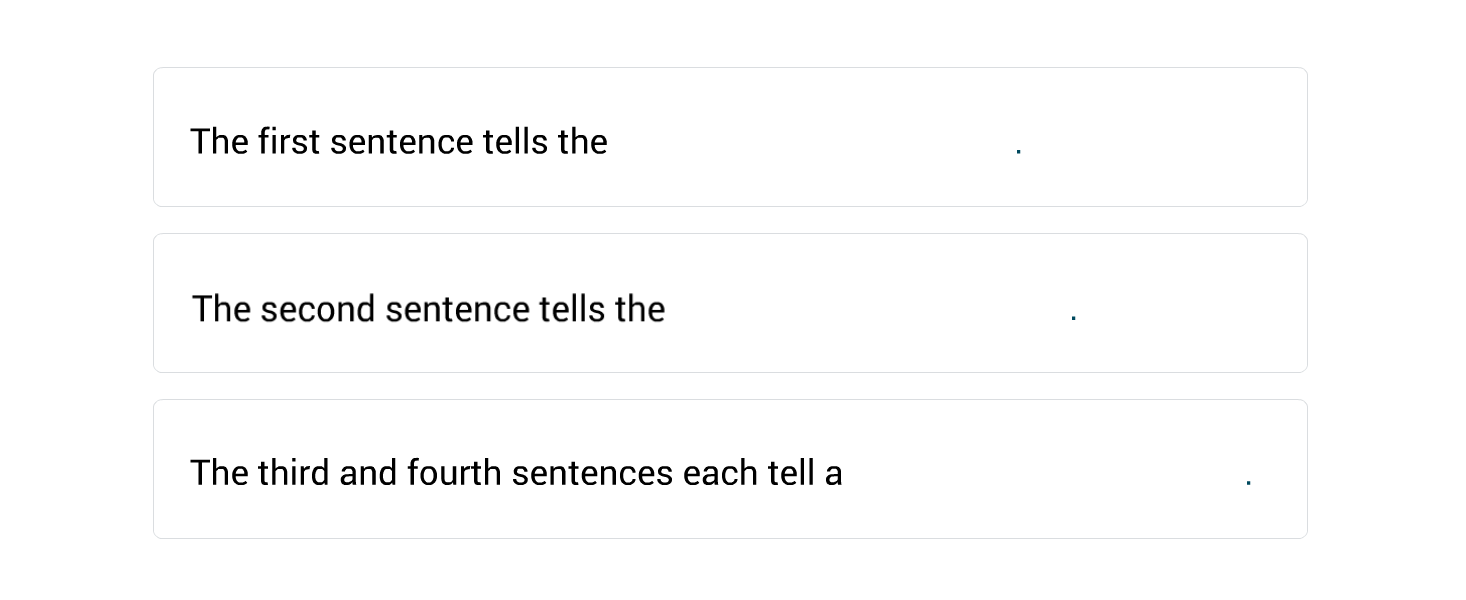 The first sentence tells the .
The second sentence tells the .
The third and fourth sentences each tell a .